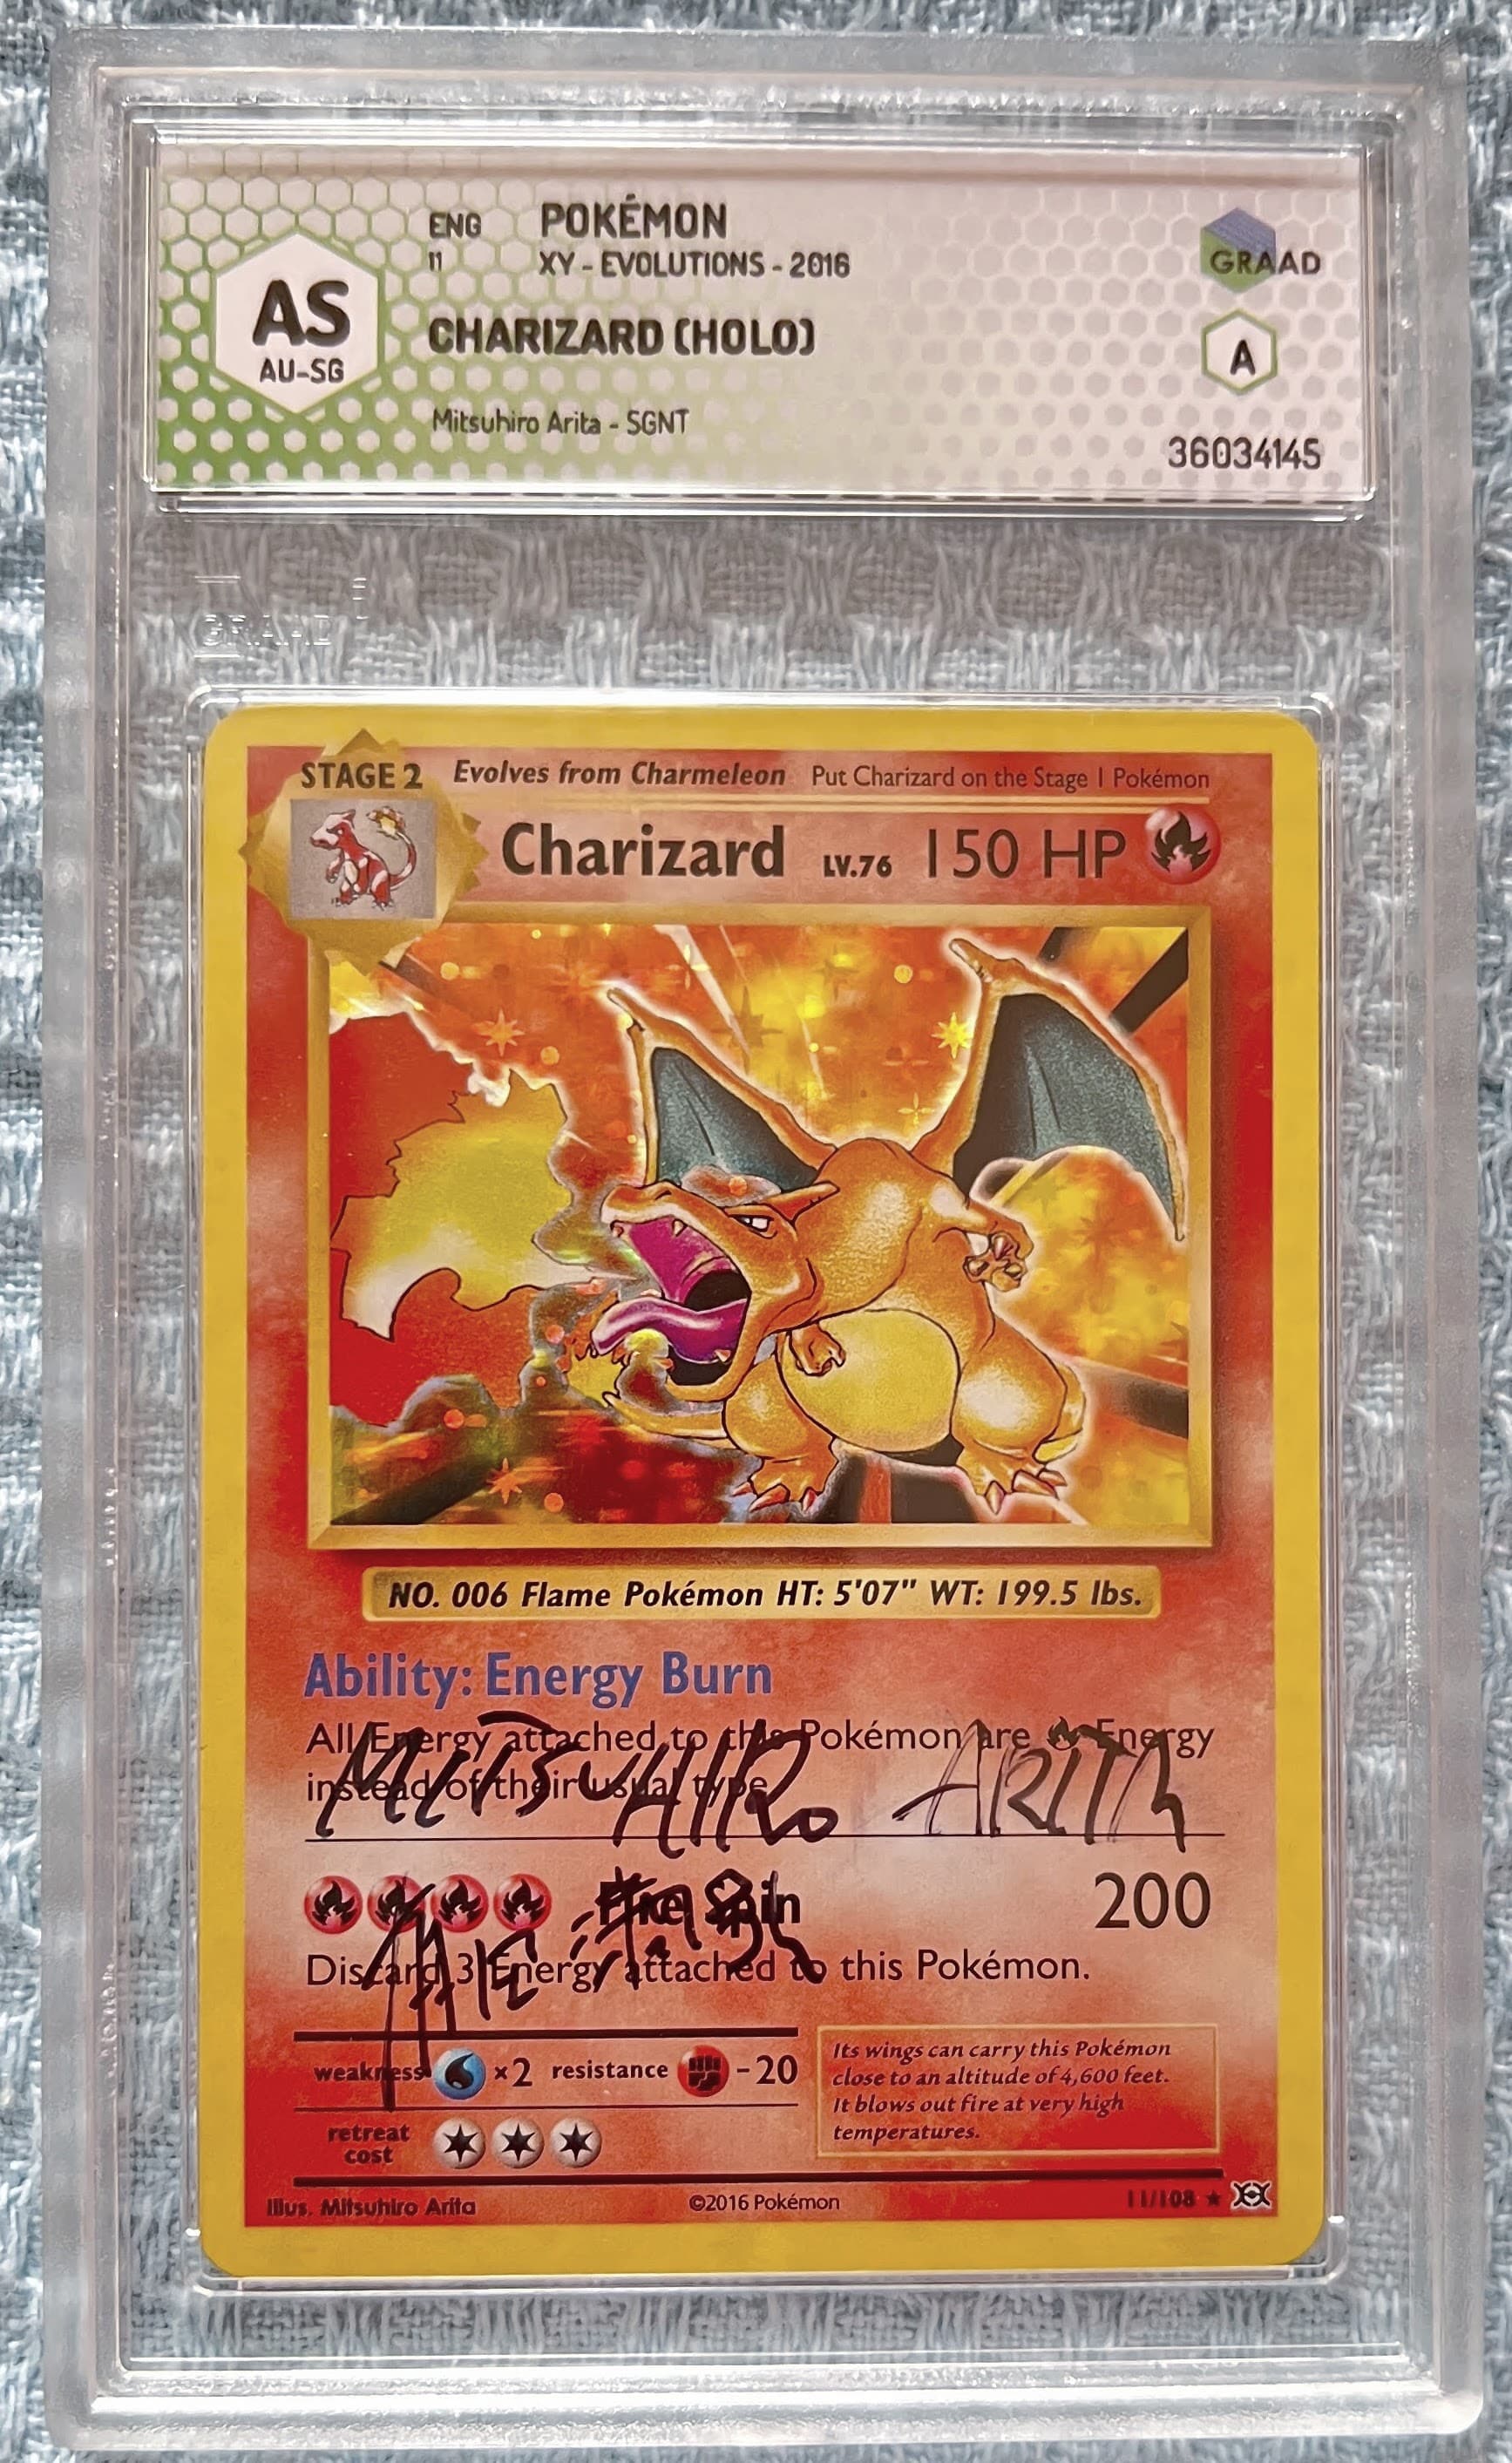 ENG POKÉMON
11 XY - EVOLUTIONS - 2016
GRAAD
AS
AU-SG
CHARIZARD (HOLO)
A
Mitsuhiro Arita - SGNT
36034145
GRAAD
STAGE 2 Evolves from Charmeleon Put Charizard on the Stage 1 Pokémon
Charizard LV.76 150 HP
NO. 006 Flame Pokémon HT: 5'07" WT: 199.5 lbs.
Ability: Energy Burn
All Energy attached to this Pokémon are Energy
instead of their usual type.
MITSUHIRO ARITA
Fire Spin 200
Discard 3 Energy attached to this Pokémon.
weakness ×2 resistance -20
retreat
cost
Its wings can carry this Pokémon
close to an altitude of 4,600 feet.
It blows out fire at very high
temperatures.
Illus. Mitsuhiro Arita ©2016 Pokémon 11/108 ★